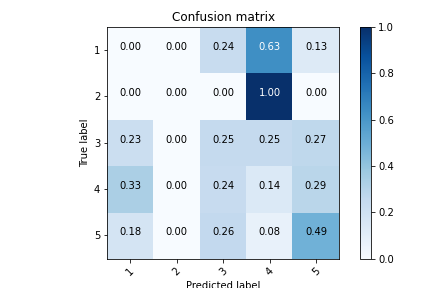 Confusion matrix
1.0
1 0.00 0.00 0.24 0.63 0.13
0.8
2 0.00 0.00 0.00 1.00 0.00
0.6
True label
3 0.23 0.00 0.25 0.25 0.27
0.4
4 0.33 0.00 0.24 0.14 0.29
0.2
5 0.18 0.00 0.26 0.08 0.49
0.0
1 2 3 4 5
Predicted label